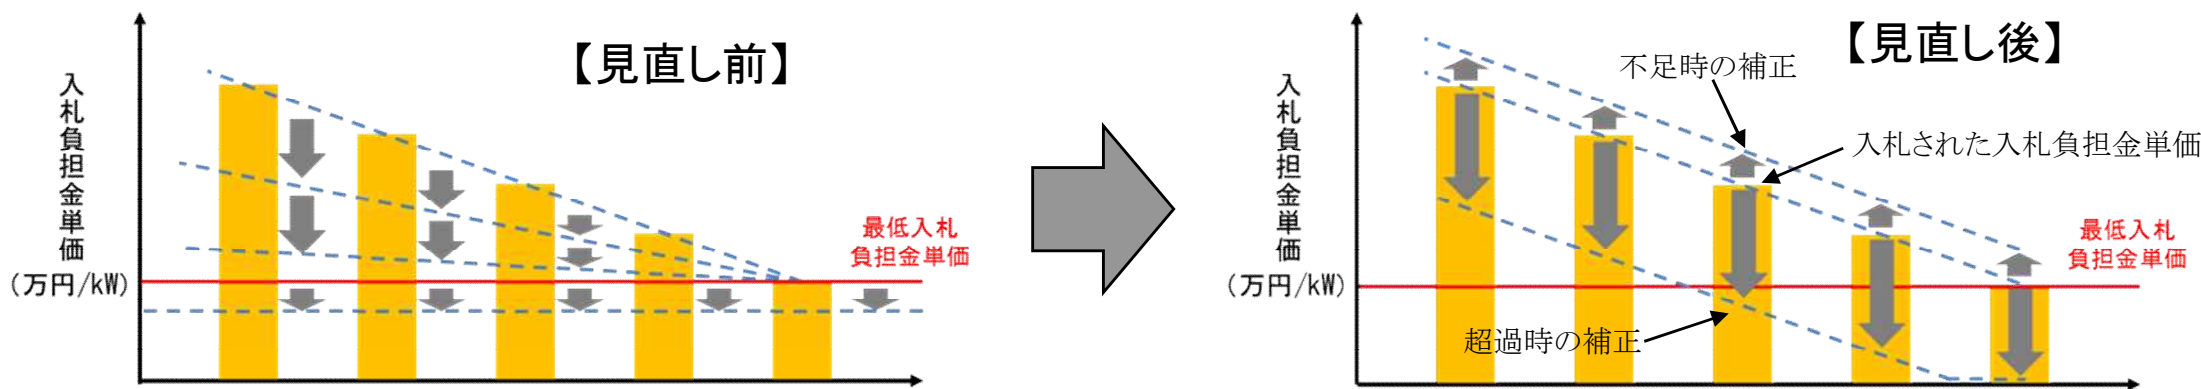 【見直し前】
入札負担金単価
(万円/kW)
最低入札
負担金単価
【見直し後】
入札負担金単価
(万円/kW)
不足時の補正
入札された入札負担金単価
最低入札
負担金単価
超過時の補正